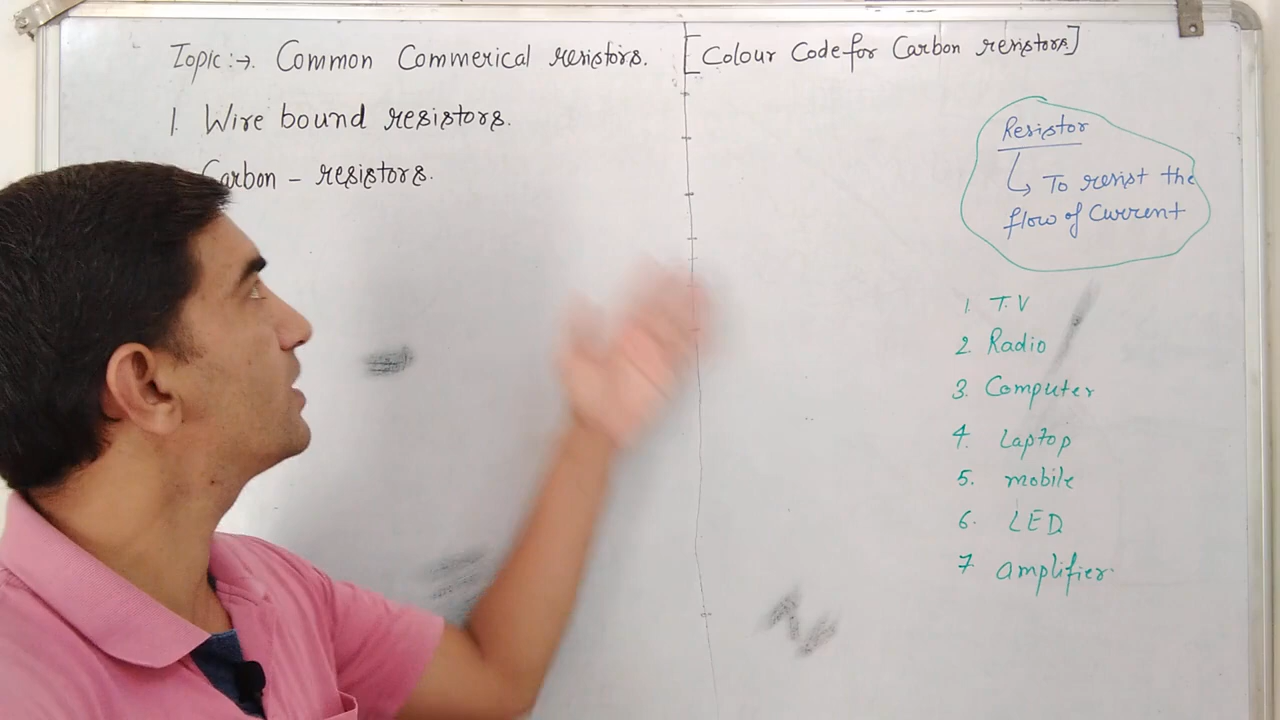 Topic:→. Common Commerical resistors. [Colour Code for Carbon resistors]
1. Wire bound resistors.
Carbon - resistors.
Resistor
↳ To resist the
flow of Current
1. T.V
2. Radio
3. Computer
4. Laptop
5. mobile
6. LED
7 amplifier.